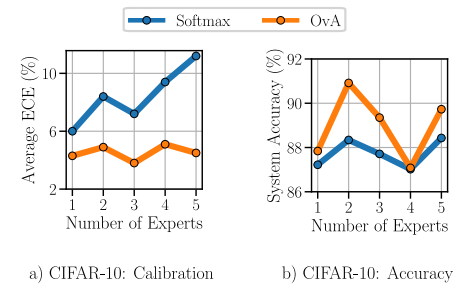 Softmax OvA
Average ECE (%)
10
6
2
1 2 3 4 5
Number of Experts
System Accuracy (%)
92
90
88
86
1 2 3 4 5
Number of Experts
a) CIFAR-10: Calibration
b) CIFAR-10: Accuracy